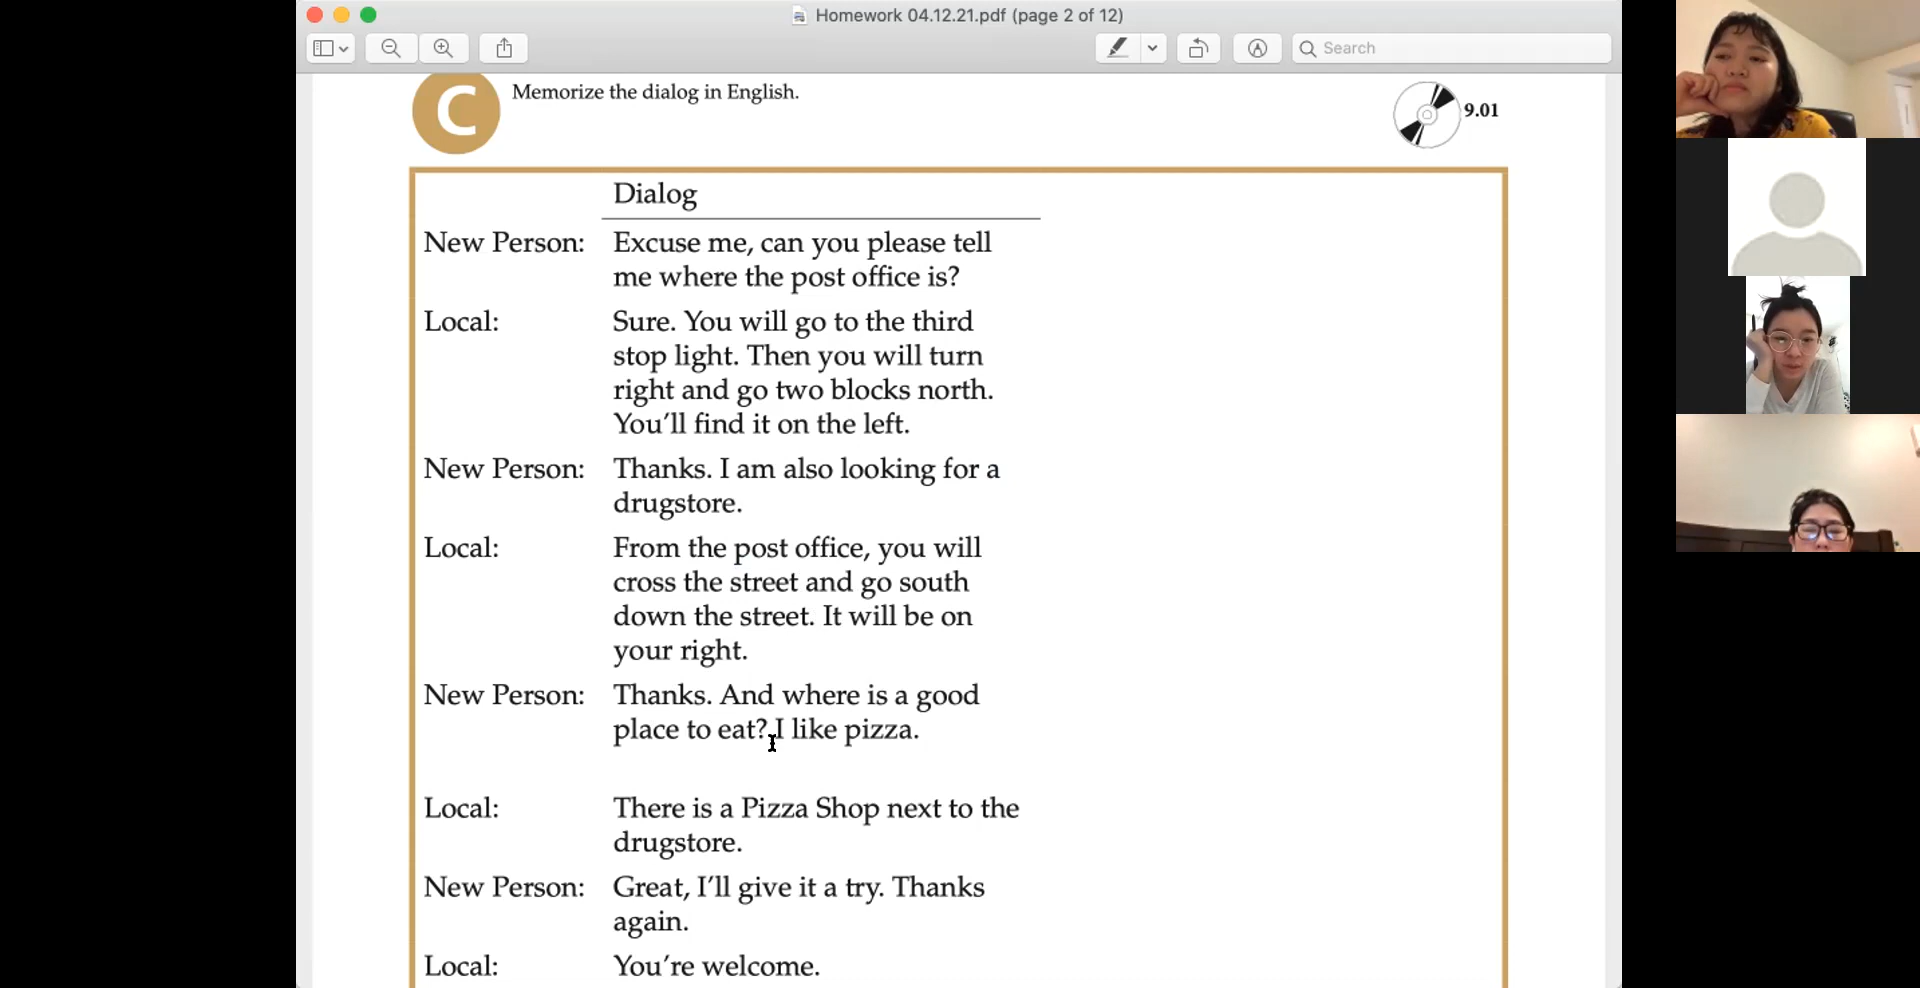 Homework 04.12.21.pdf (page 2 of 12)
Search
C
Memorize the dialog in English.
9.01
Dialog
New Person: Excuse me, can you please tell
me where the post office is?
Local: Sure. You will go to the third
stop light. Then you will turn
right and go two blocks north.
You'll find it on the left.
New Person: Thanks. I am also looking for a
drugstore.
Local: From the post office, you will
cross the street and go south
down the street. It will be on
your right.
New Person: Thanks. And where is a good
place to eat? I like pizza.
Local: There is a Pizza Shop next to the
drugstore.
New Person: Great, I'll give it a try. Thanks
again.
Local: You're welcome.